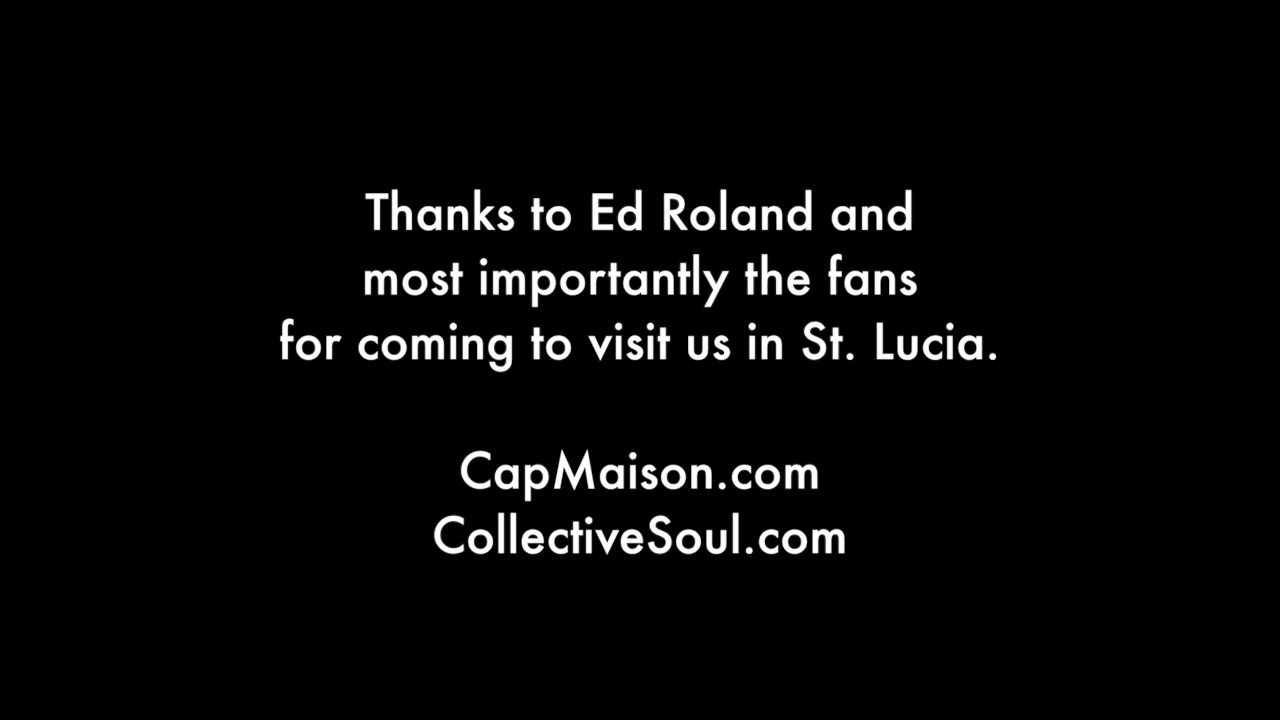 Thanks to Ed Roland and
most importantly the fans
for coming to visit us in St. Lucia.
CapMaison.com
CollectiveSoul.com